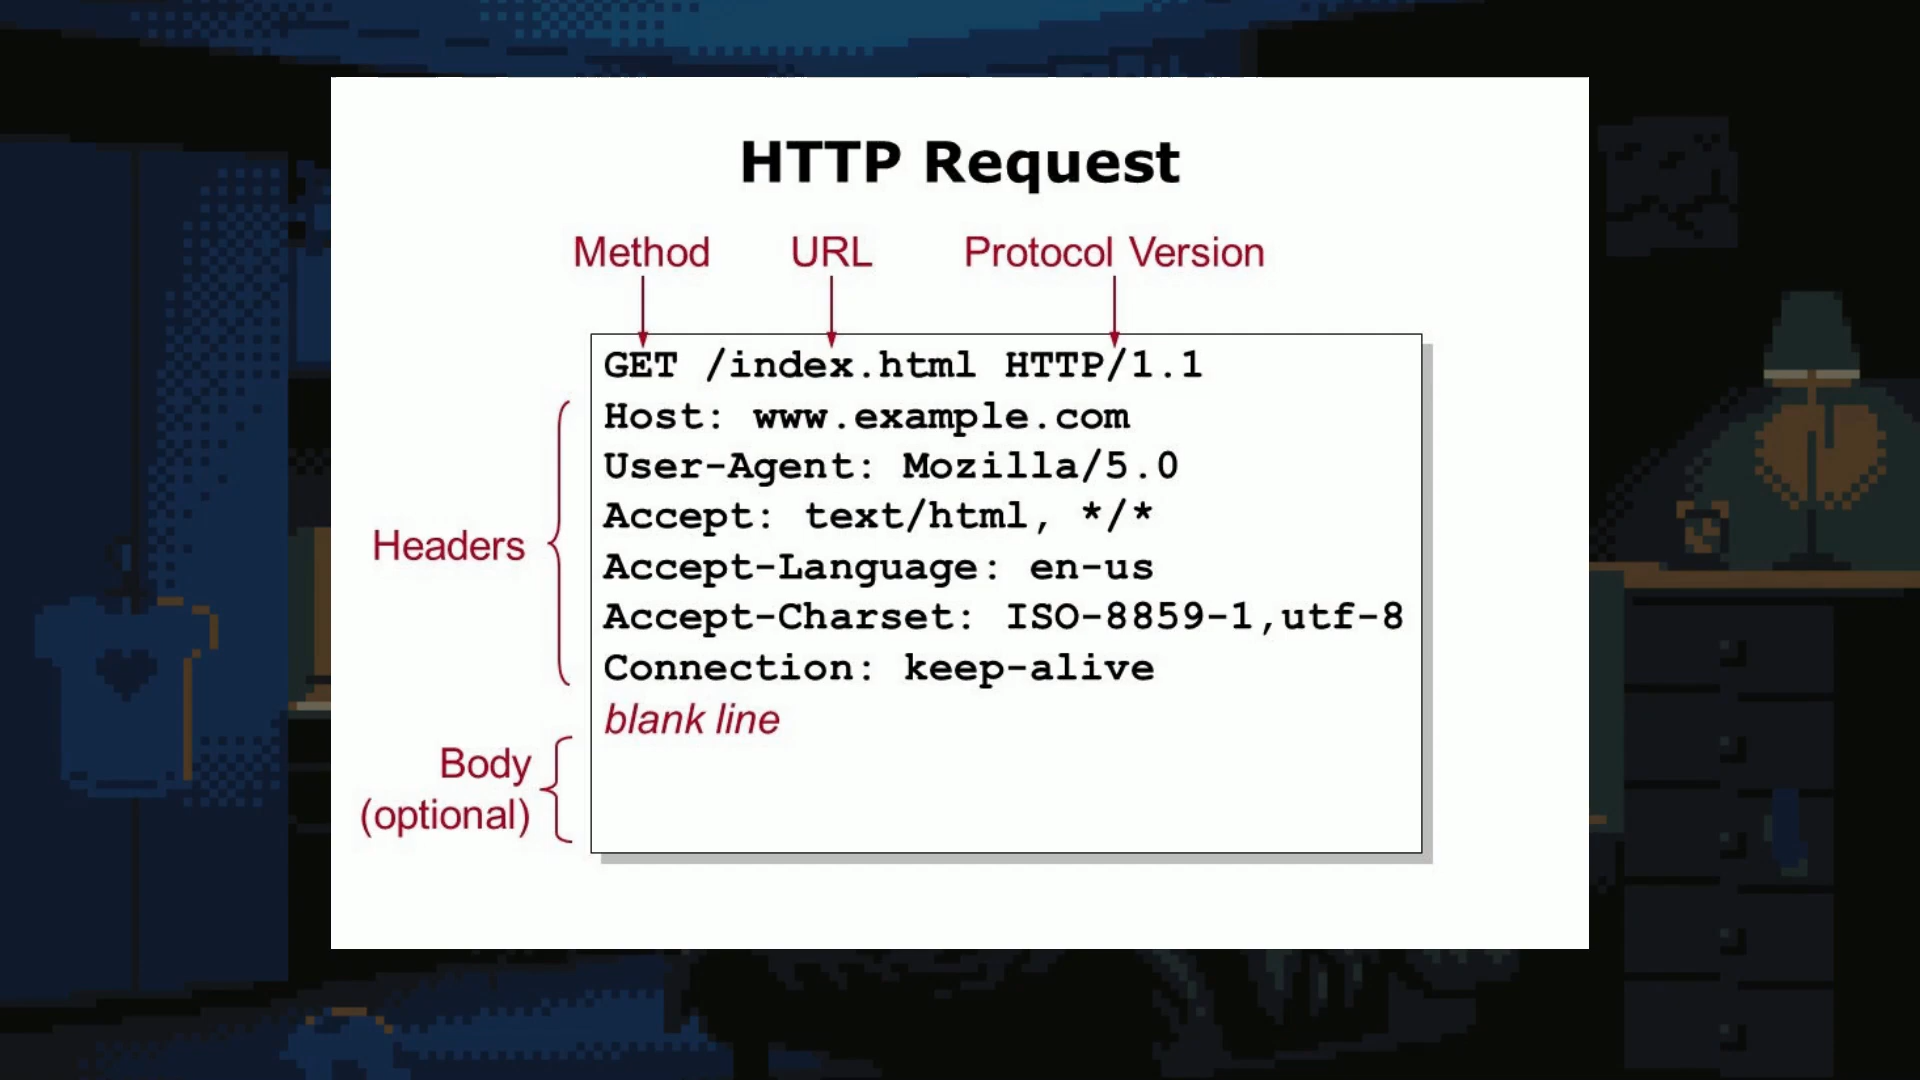 HTTP Request
Method URL Protocol Version
GET /index.html HTTP/1.1
Host: www.example.com
User-Agent: Mozilla/5.0
Accept: text/html, */*
Accept-Language: en-us
Accept-Charset: ISO-8859-1,utf-8
Connection: keep-alive
Headers
blank line
Body
(optional)